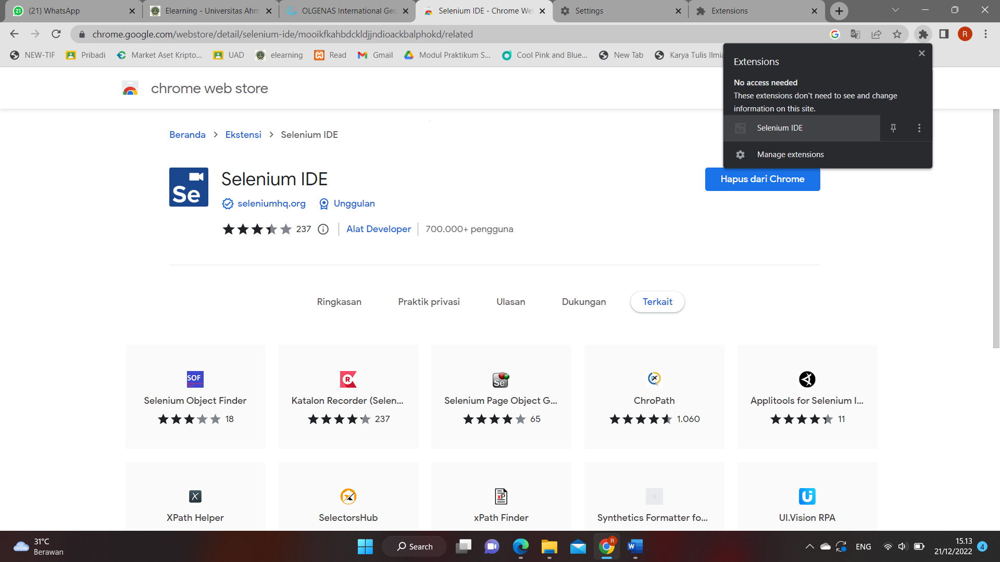 (21) WhatsApp
Elearning - Universitas Ahm
OLGENAS International Geo
Selenium IDE - Chrome Web
Settings
Extensions
chrome.google.com/webstore/detail/selenium-ide/mooikfkahbdckldjjndioackbalphokd/related
R
NEW-TIF
Pribadi
Market Aset Kripto...
UAD
elearning
Read
Gmail
Modul Praktikum S...
Cool Pink and Blue...
New Tab
Karya Tulis Ilmia
Extensions
No access needed
These extensions don't need to see and change
information on this site.
Selenium IDE
Manage extensions
chrome web store
Beranda
Ekstensi
Selenium IDE
Se
Selenium IDE
Hapus dari Chrome
seleniumhq.org
Unggulan
237
Alat Developer
700.000+ pengguna
Ringkasan
Praktik privasi
Ulasan
Dukungan
Terkait
SOF
R
Se
Selenium Object Finder
Katalon Recorder (Selen...
Selenium Page Object G...
ChroPath
Applitools for Selenium I...
18
237
65
1.060
11
X
xP
Ui
XPath Helper
SelectorsHub
xPath Finder
Synthetics Formatter fo...
UI.Vision RPA
31°C
Berawan
Search
ENG
15.13
21/12/2022
4